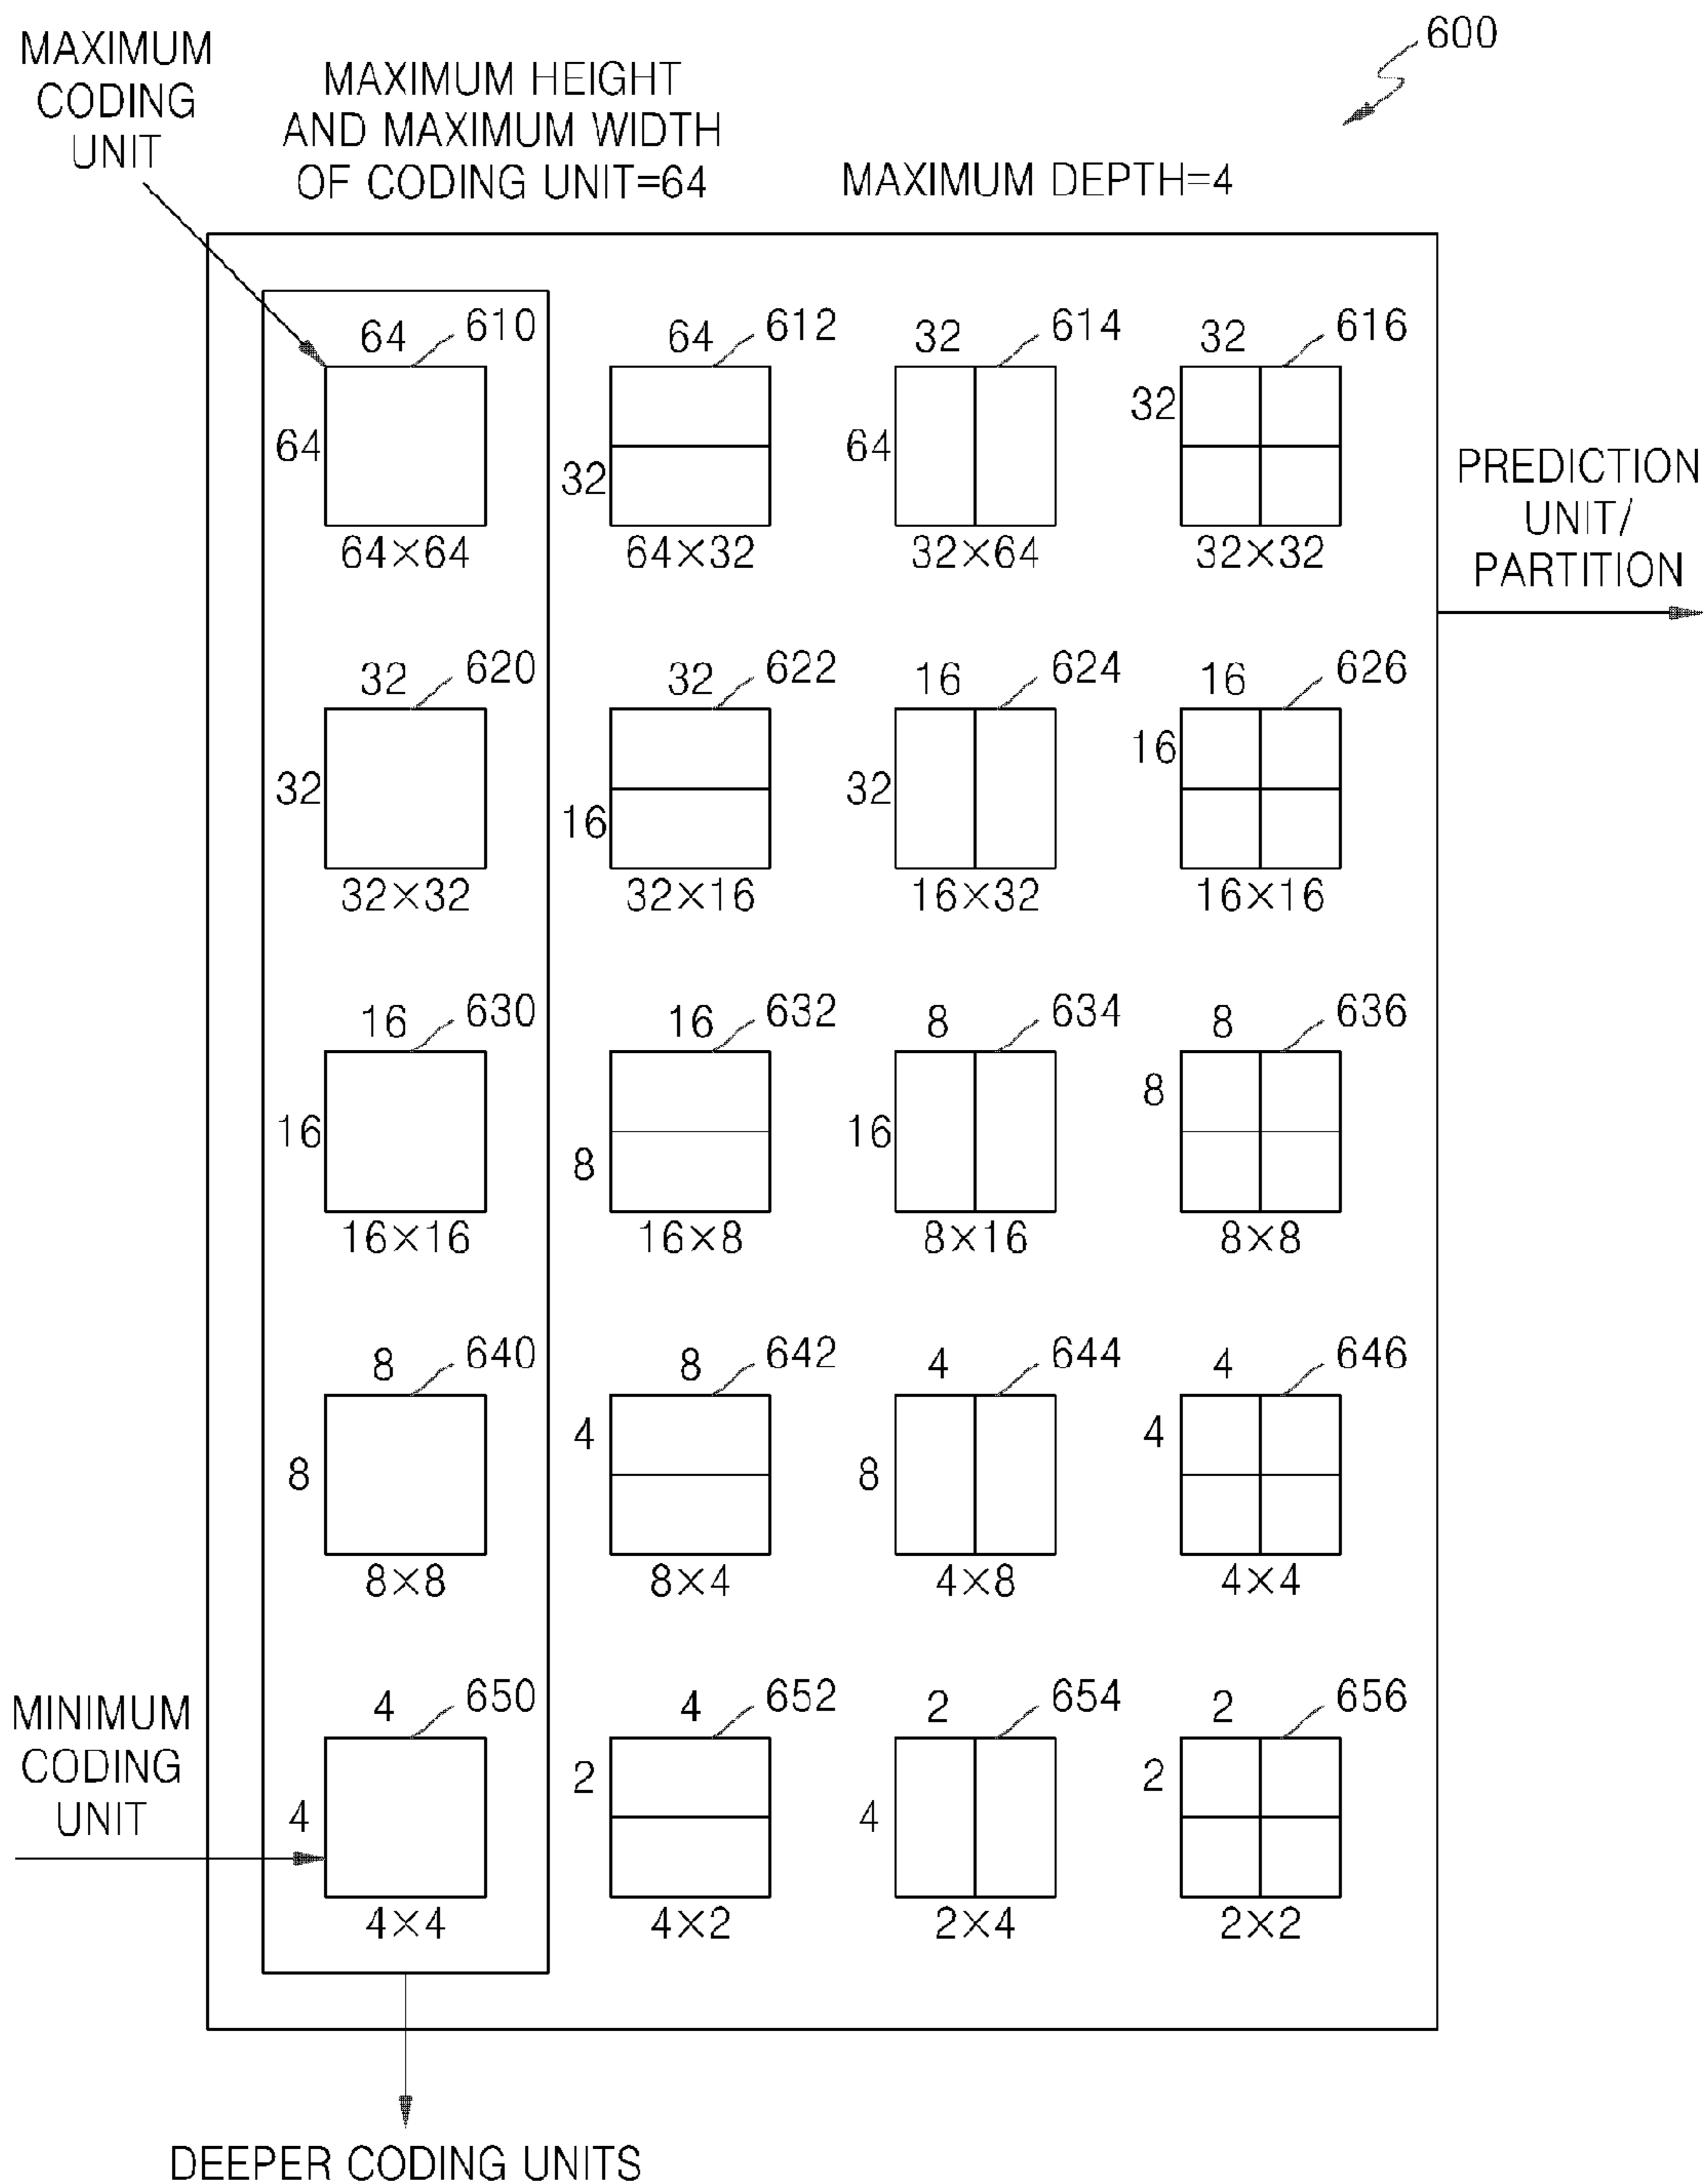 600
MAXIMUM
CODING
UNIT
MAXIMUM HEIGHT
AND MAXIMUM WIDTH
OF CODING UNIT=64
MAXIMUM DEPTH=4
64 610 64 612 32 614 32 616
64 32 64 32
64×64 64×32 32×64 32×32
PREDICTION
UNIT/
PARTITION
32 620 32 622 16 624 16 626
32 16 32 16
32×32 32×16 16×32 16×16
16 630 16 632 8 634 8 636
16 8 16 8
16×16 16×8 8×16 8×8
8 640 8 642 4 644 4 646
8 4 8 4
8×8 8×4 4×8 4×4
MINIMUM
CODING
UNIT
4 650 4 652 2 654 2 656
4 2 4 2
4×4 4×2 2×4 2×2
DEEPER CODING UNITS